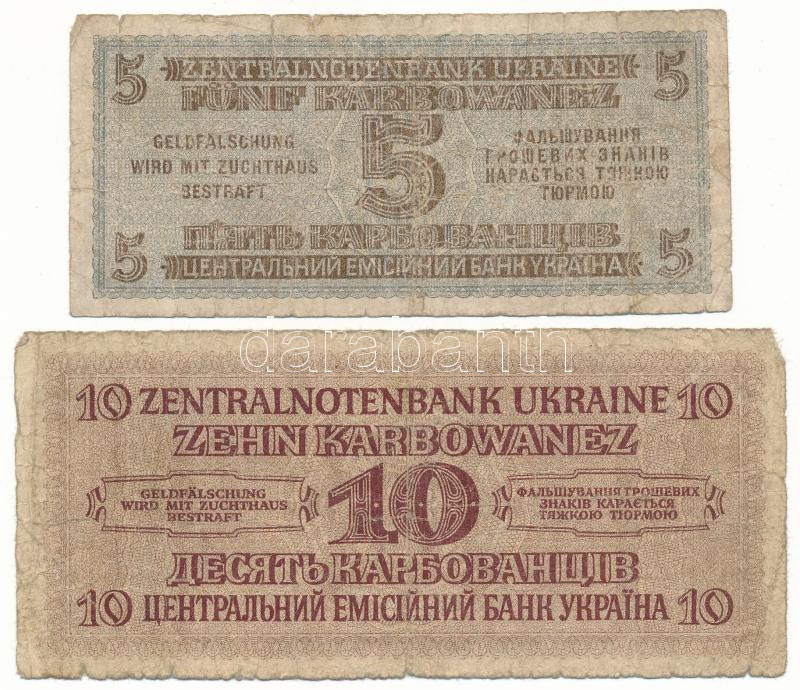 5 ZENTRALNOTENBANK UKRAINE 5
FÜNF KARBOWANEZ
GELDFÄLSCHUNG
WIRD MIT ZUCHTHAUS
BESTRAFT
5
ФАЛЬШУВАННЯ
ГРОШЕВИХ ЗНАКІВ
КАРАЄТЬСЯ ТЯЖКОЮ
ТЮРМОЮ
ПЯТЬ КАРБОВАНЦІВ
5 ЦЕНТРАЛЬНИЙ ЕМІСІЙНИЙ БАНК УКРАЇНА 5
darabanth
10 ZENTRALNOTENBANK UKRAINE 10
ZEHN KARBOWANEZ
GELDFÄLSCHUNG
WIRD MIT ZUCHTHAUS
BESTRAFT
10
ФАЛЬШУВАННЯ ГРОШЕВИХ
ЗНАКІВ КАРАЄТЬСЯ
ТЯЖКОЮ ТЮРМОЮ
ДЕСЯТЬ КАРБОВАНЦІВ
10 ЦЕНТРАЛЬНИЙ ЕМІСІЙНИЙ БАНК УКРАЇНА 10